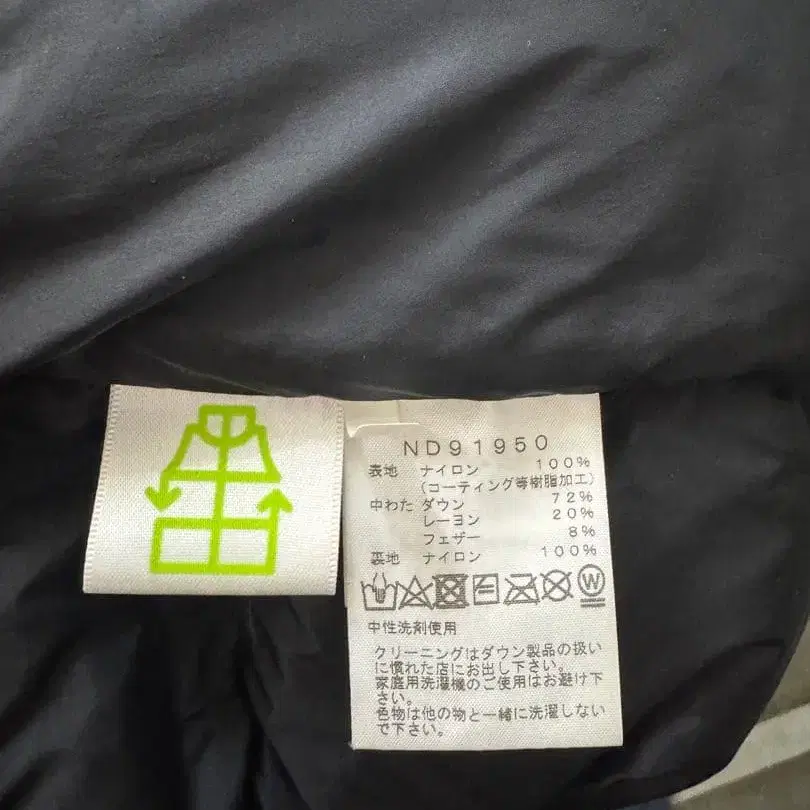 ND91950
表地 ナイロン 100%
(コーティング等樹脂加工)
中わた ダウン 72%
レーヨン 20%
フェザー 8%
裏地 ナイロン 100%
W
中性洗剤使用
クリーニングはダウン製品の扱い
に慣れた店にお出し下さい。
家庭用洗濯機のご使用はお避け下
さい。
色物は他の物と一緒に洗濯しない
で下さい。